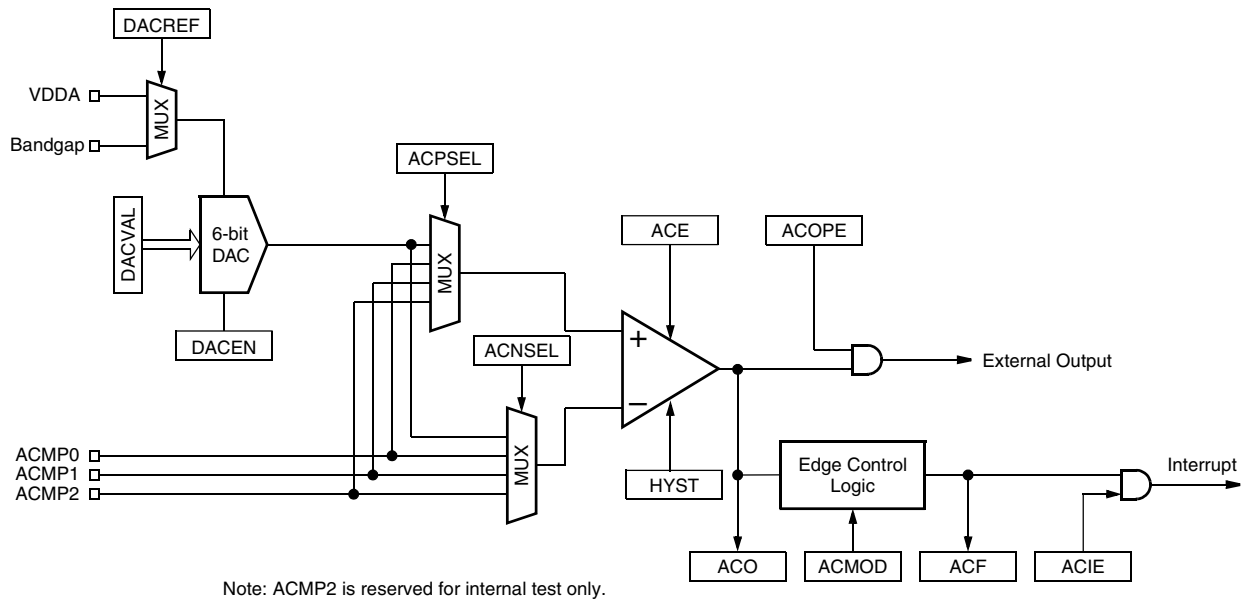 DACREF
VDDA
MUX
Bandgap
ACPSEL
DACVAL
6-bit
DAC
MUX
ACE
ACOPE
DACEN
ACNSEL
+
−
External Output
MUX
ACMP0
ACMP1
ACMP2
HYST
Edge Control
Logic
Interrupt
ACO
ACMOD
ACF
ACIE
Note: ACMP2 is reserved for internal test only.